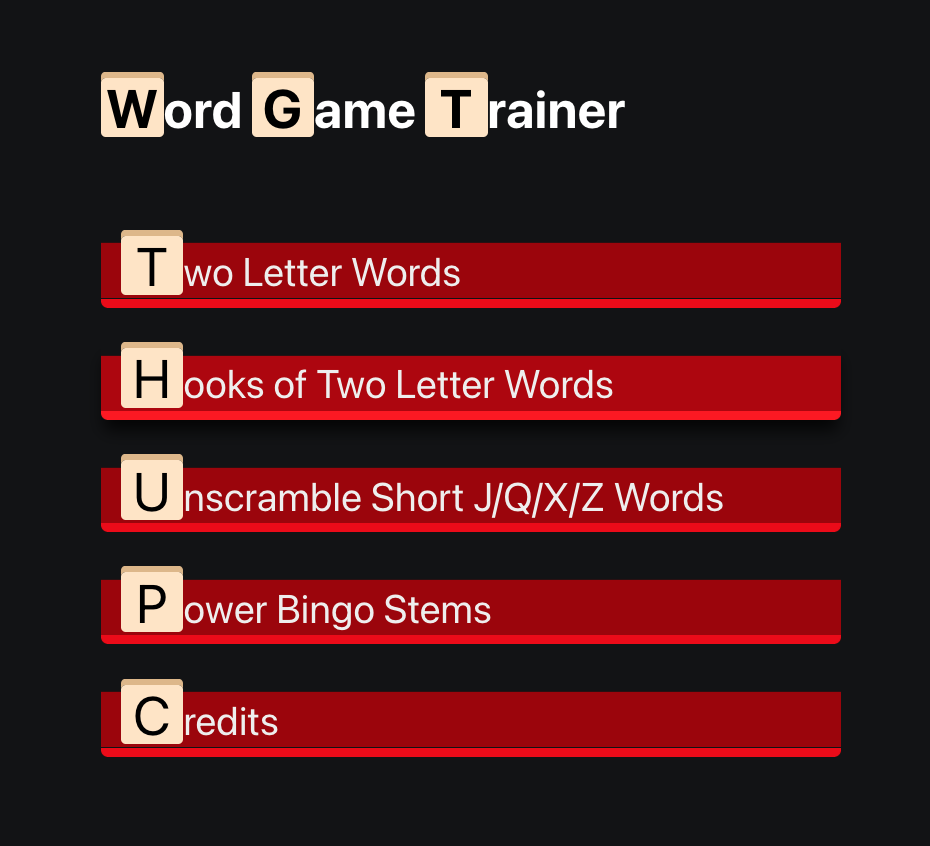 Word Game Trainer
Two Letter Words
Hooks of Two Letter Words
Unscramble Short J/Q/X/Z Words
Power Bingo Stems
Credits